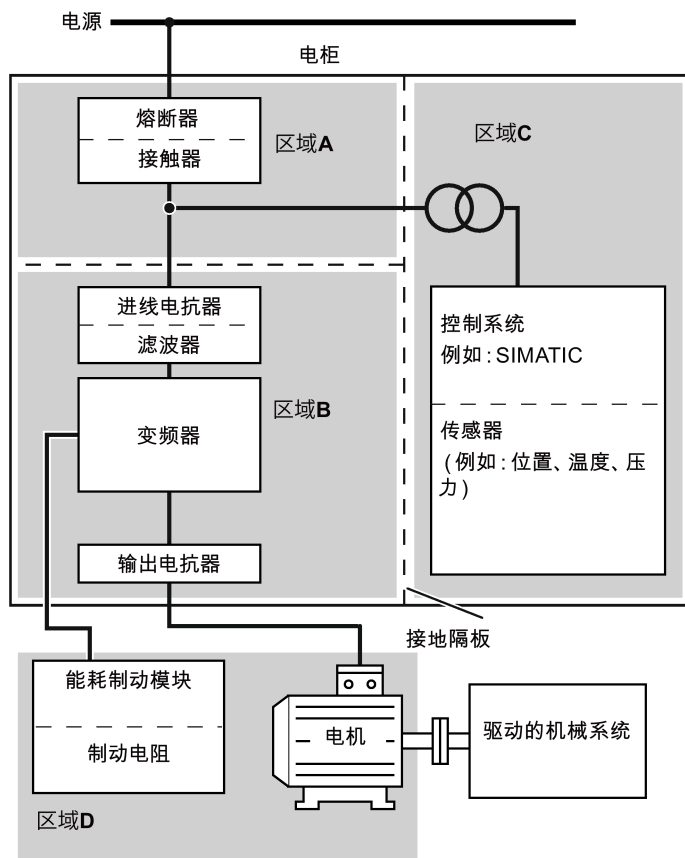 电源
电柜
熔断器
接触器
区域A
区域C
进线电抗器
滤波器
控制系统
例如：SIMATIC
变频器
区域B
传感器
(例如：位置、温度、压
力)
输出电抗器
接地隔板
能耗制动模块
制动电阻
电机
驱动的机械系统
区域D